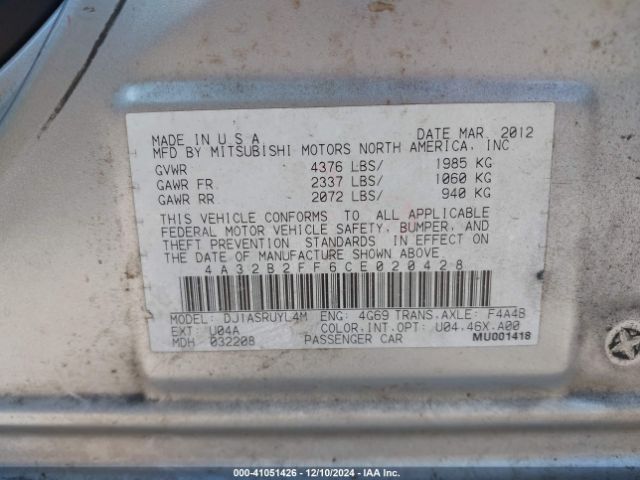 MADE IN U S A DATE MAR. 2012
MFD BY MITSUBISHI MOTORS NORTH AMERICA, INC
GVWR 4376 LBS/ 1985 KG
GAWR FR 2337 LBS/ 1060 KG
GAWR RR 2072 LBS/ 940 KG
THIS VEHICLE CONFORMS TO ALL APPLICABLE
FEDERAL MOTOR VEHICLE SAFETY, BUMPER, AND
THEFT PREVENTION STANDARDS IN EFFECT ON
THE DATE OF MANUFACTURE SHOWN ABOVE.
4A32B2FF6CE020428
MODEL: DJ1ASRUYL4M ENG: 4G69 TRANS.AXLE: F4A4B
EXT: U04A COLOR,INT,OPT: U04,46X,A00
MDH 032208 PASSENGER CAR MU001418
000-41051426 - 12/10/2024 - IAA Inc.